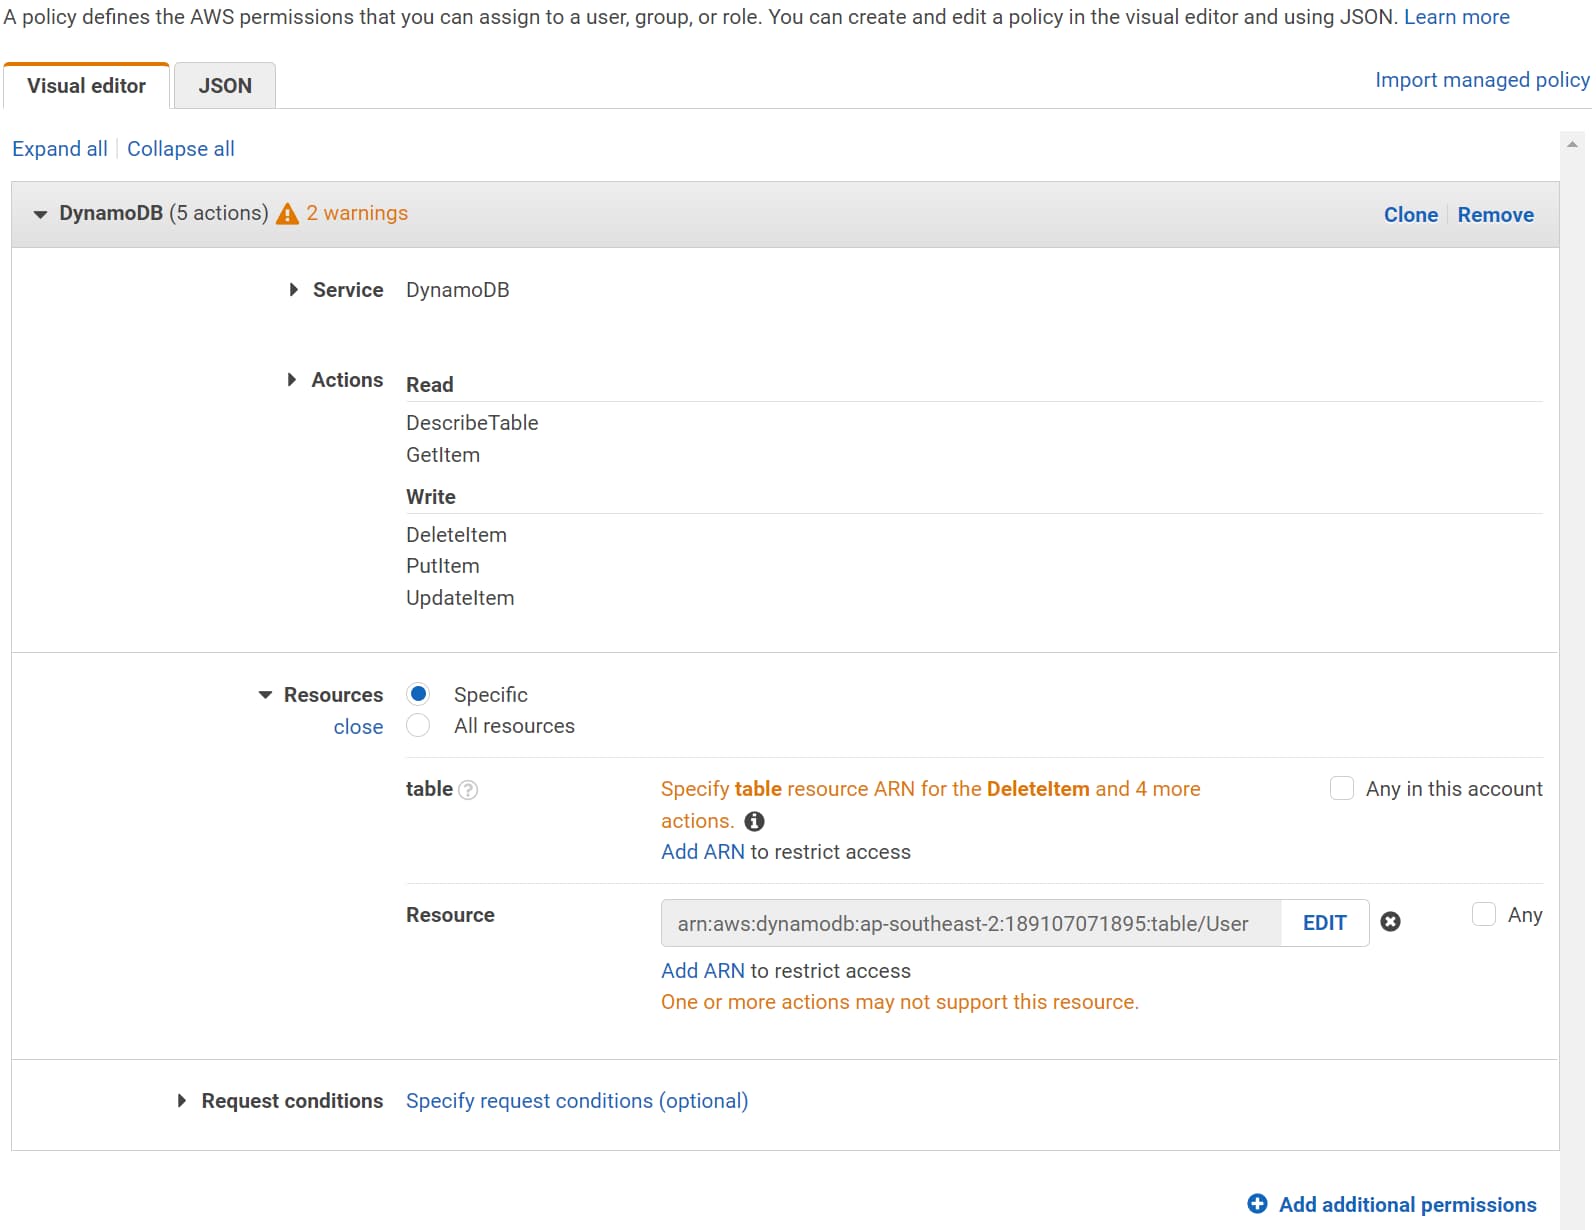 A policy defines the AWS permissions that you can assign to a user, group, or role. You can create and edit a policy in the visual editor and using JSON. Learn more
Visual editor
JSON
Import managed policy
Expand all
Collapse all
DynamoDB (5 actions) 2 warnings
Clone
Remove
Service
DynamoDB
Actions
Read
DescribeTable
GetItem
Write
DeleteItem
PutItem
UpdateItem
Resources
close
Specific
All resources
table
Specify table resource ARN for the DeleteItem and 4 more
actions.
Add ARN to restrict access
Any in this account
Resource
arn:aws:dynamodb:ap-southeast-2:189107071895:table/User
EDIT
Any
Add ARN to restrict access
One or more actions may not support this resource.
Request conditions
Specify request conditions (optional)
Add additional permissions